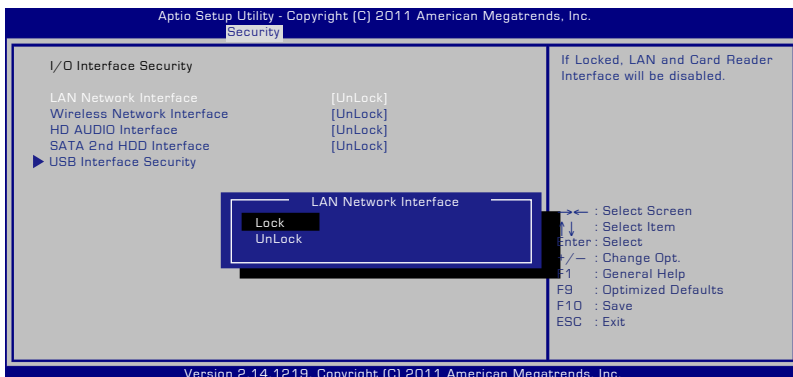 Aptio Setup Utility - Copyright (C) 2011 American Megatrends, Inc.
Security
I/O Interface Security
LAN Network Interface [UnLock]
Wireless Network Interface [UnLock]
HD AUDIO Interface [UnLock]
SATA 2nd HDD Interface [UnLock]
USB Interface Security
If Locked, LAN and Card Reader
Interface will be disabled.
LAN Network Interface
Lock
UnLock
→← : Select Screen
↑↓ : Select Item
Enter : Select
+/− : Change Opt.
F1 : General Help
F9 : Optimized Defaults
F10 : Save
ESC : Exit
Version 2.14.1219. Copyright (C) 2011 American Megatrends, Inc.